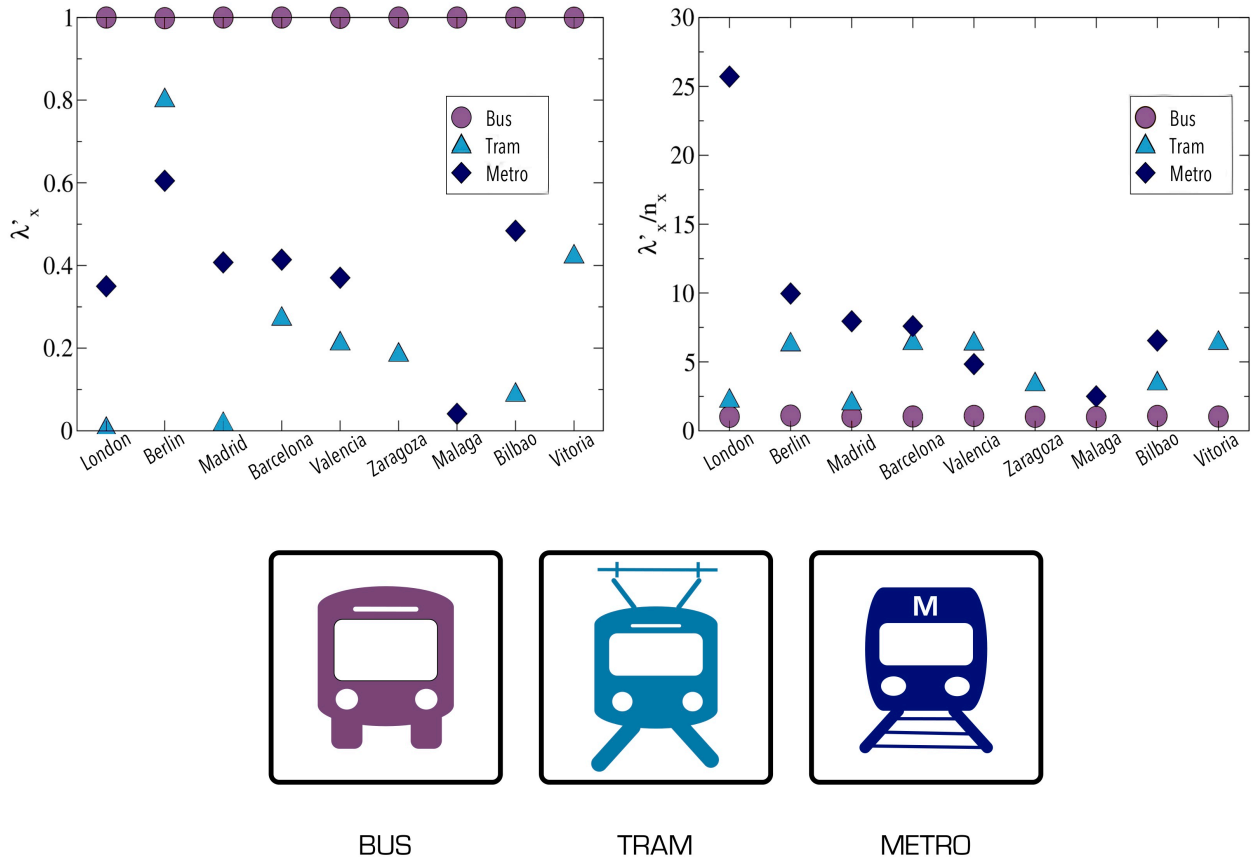 1
0.8
0.6
0.4
0.2
0
λ'x
Bus
Tram
Metro
London
Berlin
Madrid
Barcelona
Valencia
Zaragoza
Malaga
Bilbao
Vitoria
30
25
20
15
10
5
0
λ'x/nx
Bus
Tram
Metro
London
Berlin
Madrid
Barcelona
Valencia
Zaragoza
Malaga
Bilbao
Vitoria
M
BUS
TRAM
METRO